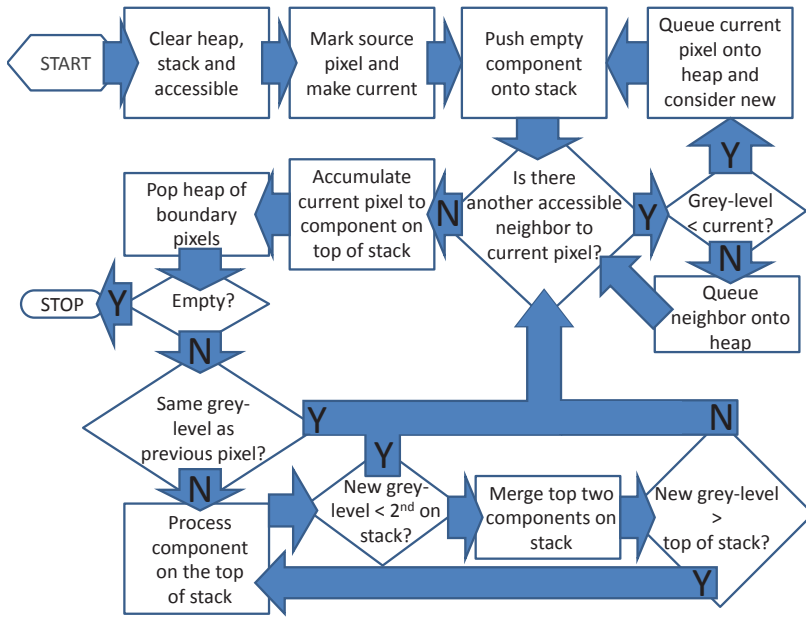 START
Clear heap,
stack and
accessible
Mark source
pixel and
make current
Push empty
component
onto stack
Queue current
pixel onto
heap and
consider new
Y
Grey-level
< current?
N
Queue
neighbor onto
heap
Is there
another accessible
neighbor to
current pixel?
Y
N
Accumulate
current pixel to
component on
top of stack
Pop heap of
boundary
pixels
Empty?
Y
STOP
N
Same grey-
level as
previous pixel?
Y
N
Process
component
on the top
of stack
Y
New grey-
level < 2nd on
stack?
Merge top two
components on
stack
N
New grey-level
>
top of stack?
Y